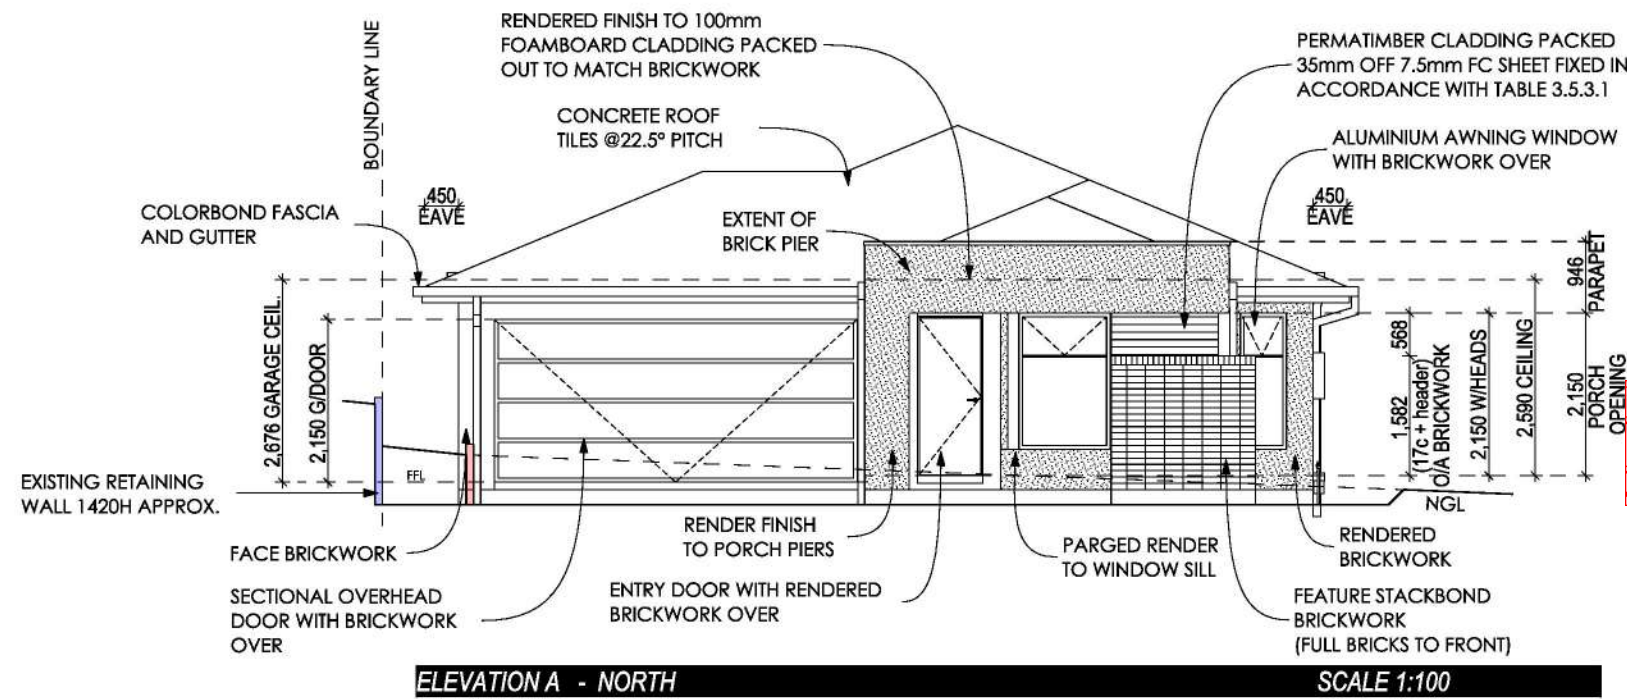 BOUNDARY LINE
RENDERED FINISH TO 100mm
FOAMBOARD CLADDING PACKED
OUT TO MATCH BRICKWORK
PERMATIMBER CLADDING PACKED
35mm OFF 7.5mm FC SHEET FIXED IN
ACCORDANCE WITH TABLE 3.5.3.1
CONCRETE ROOF
TILES @22.5° PITCH
ALUMINIUM AWNING WINDOW
WITH BRICKWORK OVER
450
EAVE
450
EAVE
COLORBOND FASCIA
AND GUTTER
EXTENT OF
BRICK PIER
2,676 GARAGE CEIL.
2,150 G/DOOR
946
PARAPET
568
1,582
(17c + header)
O/A BRICKWORK
2,150 W/HEADS
2,590 CEILING
2,150
PORCH
OPENING
FFL
NGL
EXISTING RETAINING
WALL 1420H APPROX.
FACE BRICKWORK
SECTIONAL OVERHEAD
DOOR WITH BRICKWORK
OVER
RENDER FINISH
TO PORCH PIERS
ENTRY DOOR WITH RENDERED
BRICKWORK OVER
PARGED RENDER
TO WINDOW SILL
RENDERED
BRICKWORK
FEATURE STACKBOND
BRICKWORK
(FULL BRICKS TO FRONT)
ELEVATION A - NORTH
SCALE 1:100